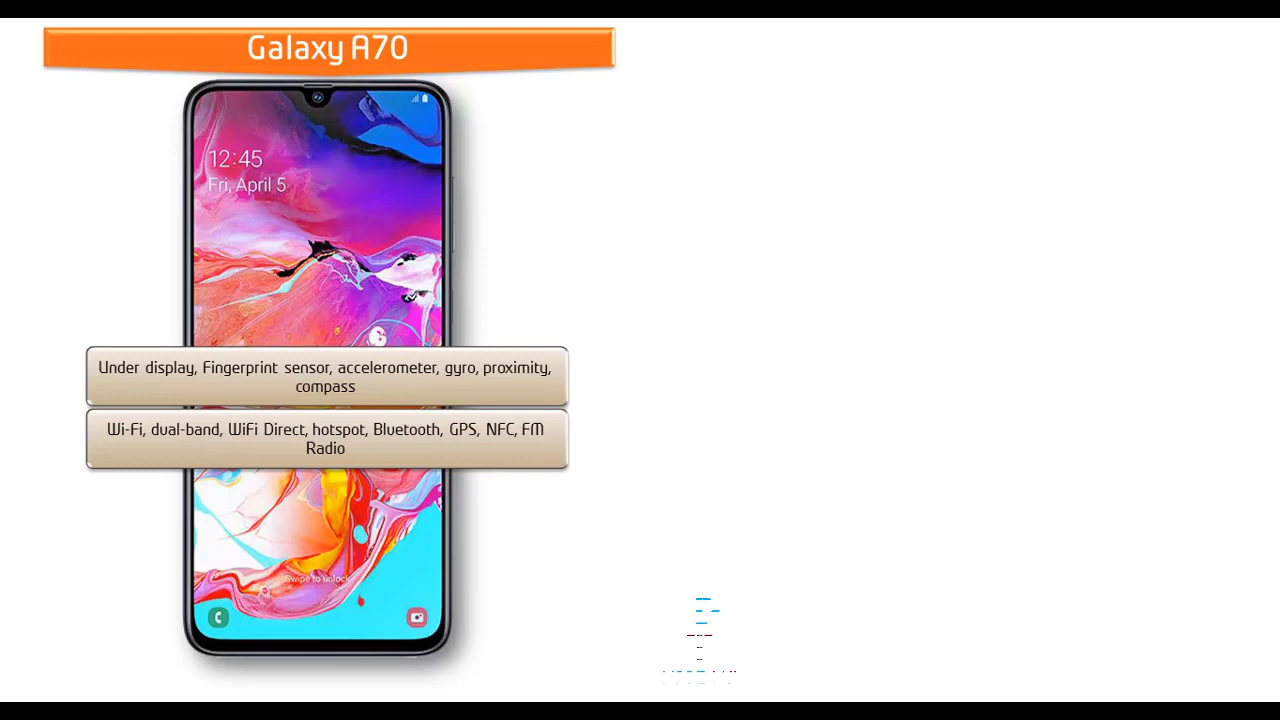 Galaxy A70
12:45
Fri, April 5
Under display, Fingerprint sensor, accelerometer, gyro, proximity,
compass
Wi-Fi, dual-band, WiFi Direct, hotspot, Bluetooth, GPS, NFC, FM
Radio
Swipe to unlock